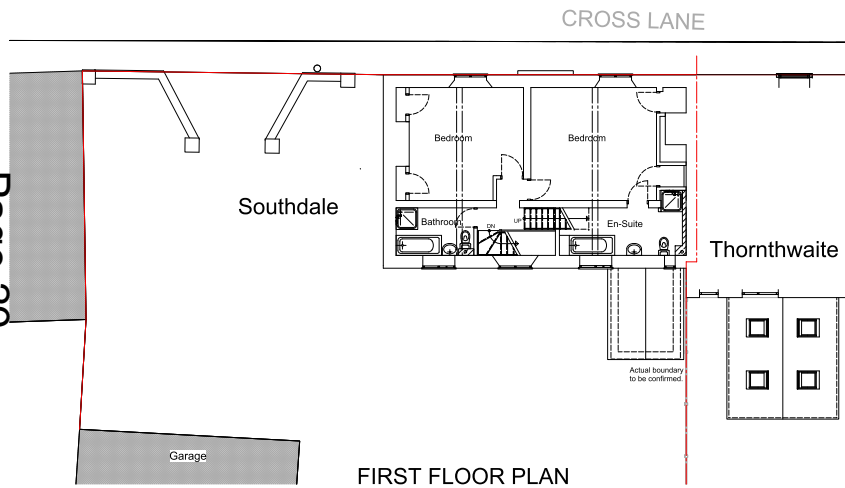 CROSS LANE
Bedroom
Bedroom
Southdale
Bathroom
UP
En-Suite
DN
Thornthwaite
Actual boundary
to be confirmed.
Garage
FIRST FLOOR PLAN